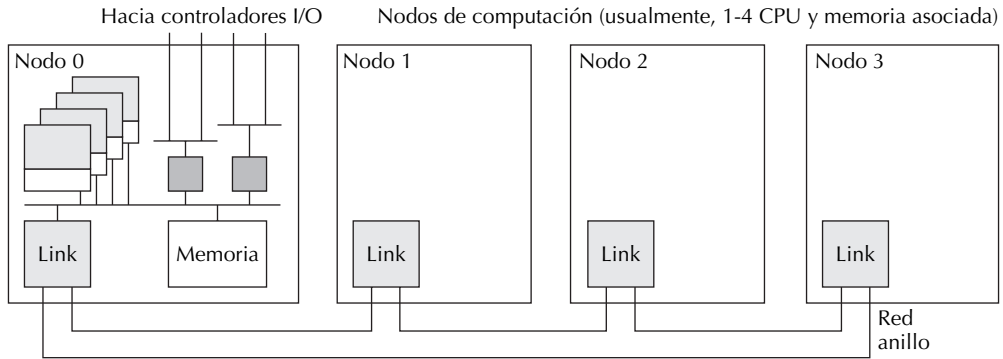 Hacia controladores I/O
Nodos de computación (usualmente, 1-4 CPU y memoria asociada)
Nodo 0
Nodo 1
Nodo 2
Nodo 3
Link
Memoria
Link
Link
Link
Red
anillo